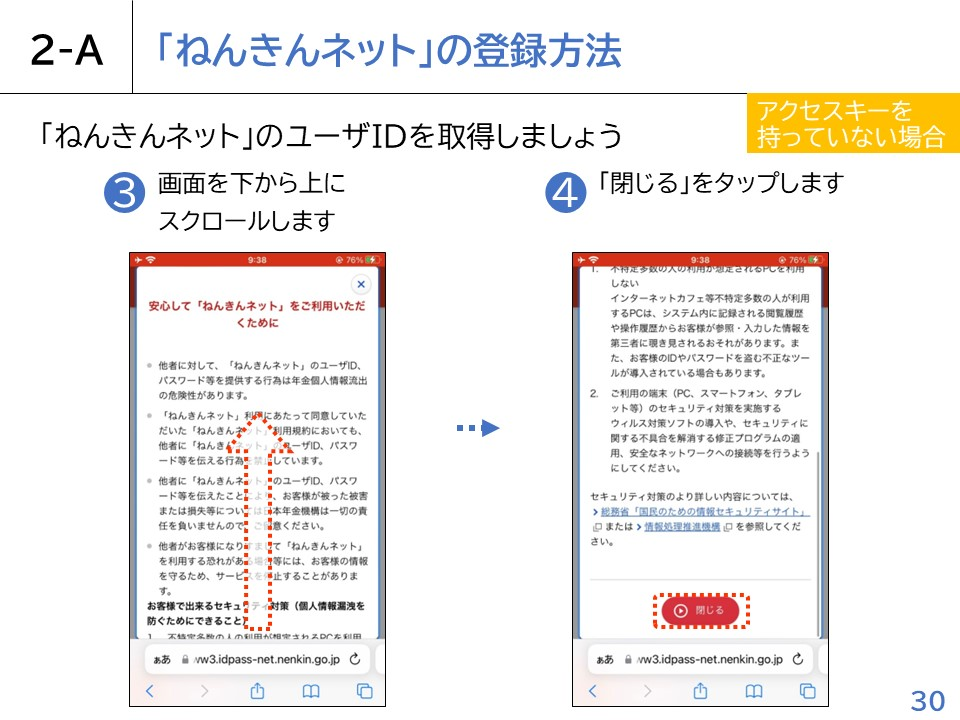 2-A
「ねんきんネット」の登録方法
アクセスキーを
持っていない場合
「ねんきんネット」のユーザIDを取得しましょう
3
画面を下から上に
スクロールします
9:38
76%
安心して「ねんきんネット」をご利用いただ
くために
他者に対して、「ねんきんネット」のユーザID、
パスワード等を提供する行為は年金個人情報流出
の危険性があります。
「ねんきんネット」利用にあたって同意していた
だいた「ねんきんネット」利用規約においても、
他者に「ねんきんネット」のユーザID、パスワ
ード等を伝える行為を禁止しています。
他者に「ねんきんネット」のユーザID、パスワ
ード等を伝えたことにより、お客様が被った被害
または損失等については日本年金機構は一切の責
任を負いませんので、ご留意ください。
他者がお客様になりすまして「ねんきんネット」
を利用する恐れがある場合等には、お客様の情報
を守るため、サービスを停止することがありま
す。
お客様で出来るセキュリティ対策（個人情報漏洩を
防ぐためにできること）
1. 不特定多数の人の利用が想定されるPCを利用
ぁあ
ww3.idpass-net.nenkin.go.jp
4
「閉じる」をタップします
9:38
76%
1. 不特定多数の人の利用が想定されるPCを利用
しない
インターネットカフェ等不特定多数の人が利用
するPCは、システム内に記録される閲覧履歴
や操作履歴からお客様が参照・入力した情報を
第三者に覗き見されるおそれがあります。ま
た、お客様のIDやパスワードを盗む不正なツー
ルが導入されている場合もあります。
2. ご利用の端末（PC、スマートフォン、タブレ
ット等）のセキュリティ対策を実施する
ウィルス対策ソフトの導入や、セキュリティに
関する不具合を解消する修正プログラムの適
用、安全なネットワークへの接続等を行うよう
にしてください。
セキュリティ対策のより詳しい内容については、
総務省「国民のための情報セキュリティサイト」
または 情報処理推進機構 を参照してくだ
さい。
閉じる
ぁあ
ww3.idpass-net.nenkin.go.jp
30